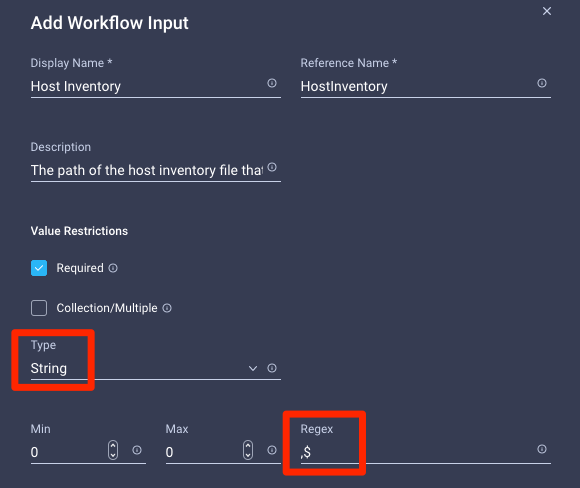 Add Workflow Input
Display Name * Reference Name *
Host Inventory HostInventory
Description
The path of the host inventory file tha
Value Restrictions
Required
Collection/Multiple
Type
String
Min Max Regex
0 0 ,$